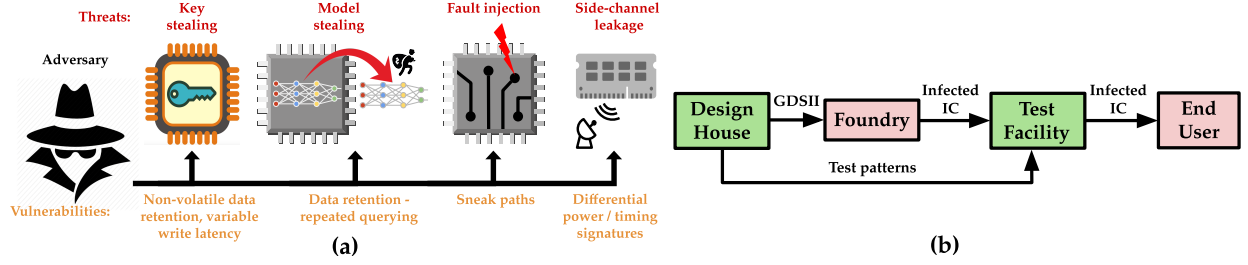 Threats:
Key
stealing
Model
stealing
Fault injection
Side-channel
leakage
Adversary
Vulnerabilities:
Non-volatile data
retention, variable
write latency
Data retention -
repeated querying
Sneak paths
Differential
power / timing
signatures
(a)
Design
House
GDSII
Foundry
Infected
IC
Test
Facility
Infected
IC
End
User
Test patterns
(b)